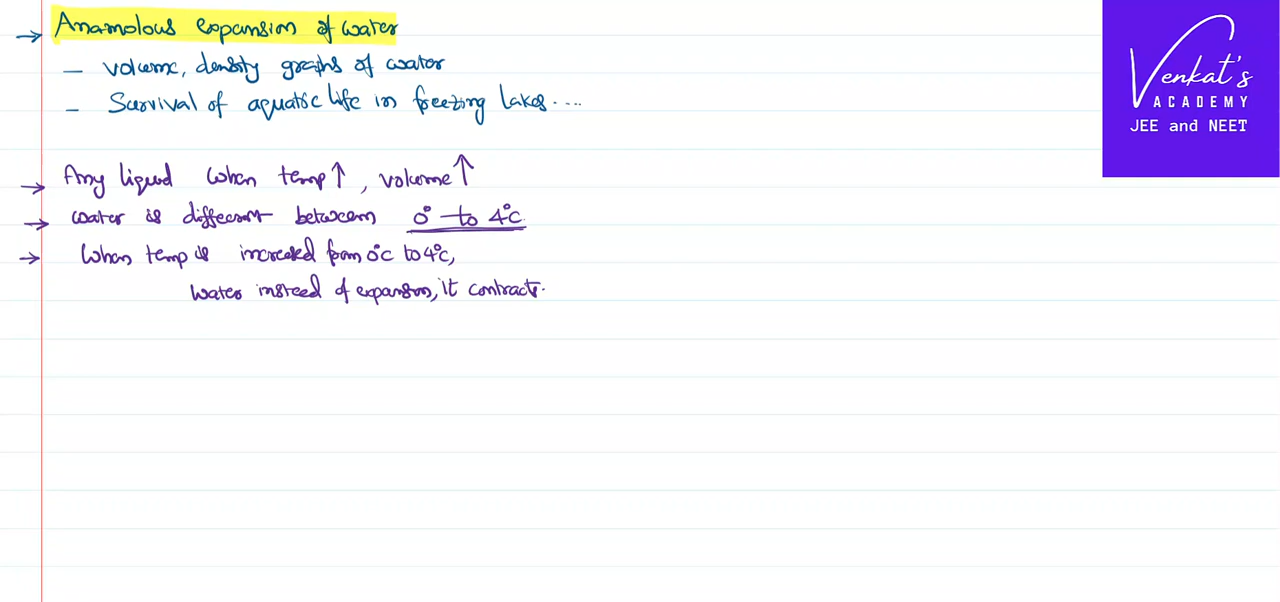 → Anamolous expansion of water
– volume, density graphs of water
– Survival of aquatic life in freezing lakes....
→ Any liquid when temp↑, volume↑
→ water is different between 0° to 4°C
→ When temp is increased from 0°C to 4°C,
Water instead of expansion, it contracts.
Venkat's
ACADEMY
JEE and NEET